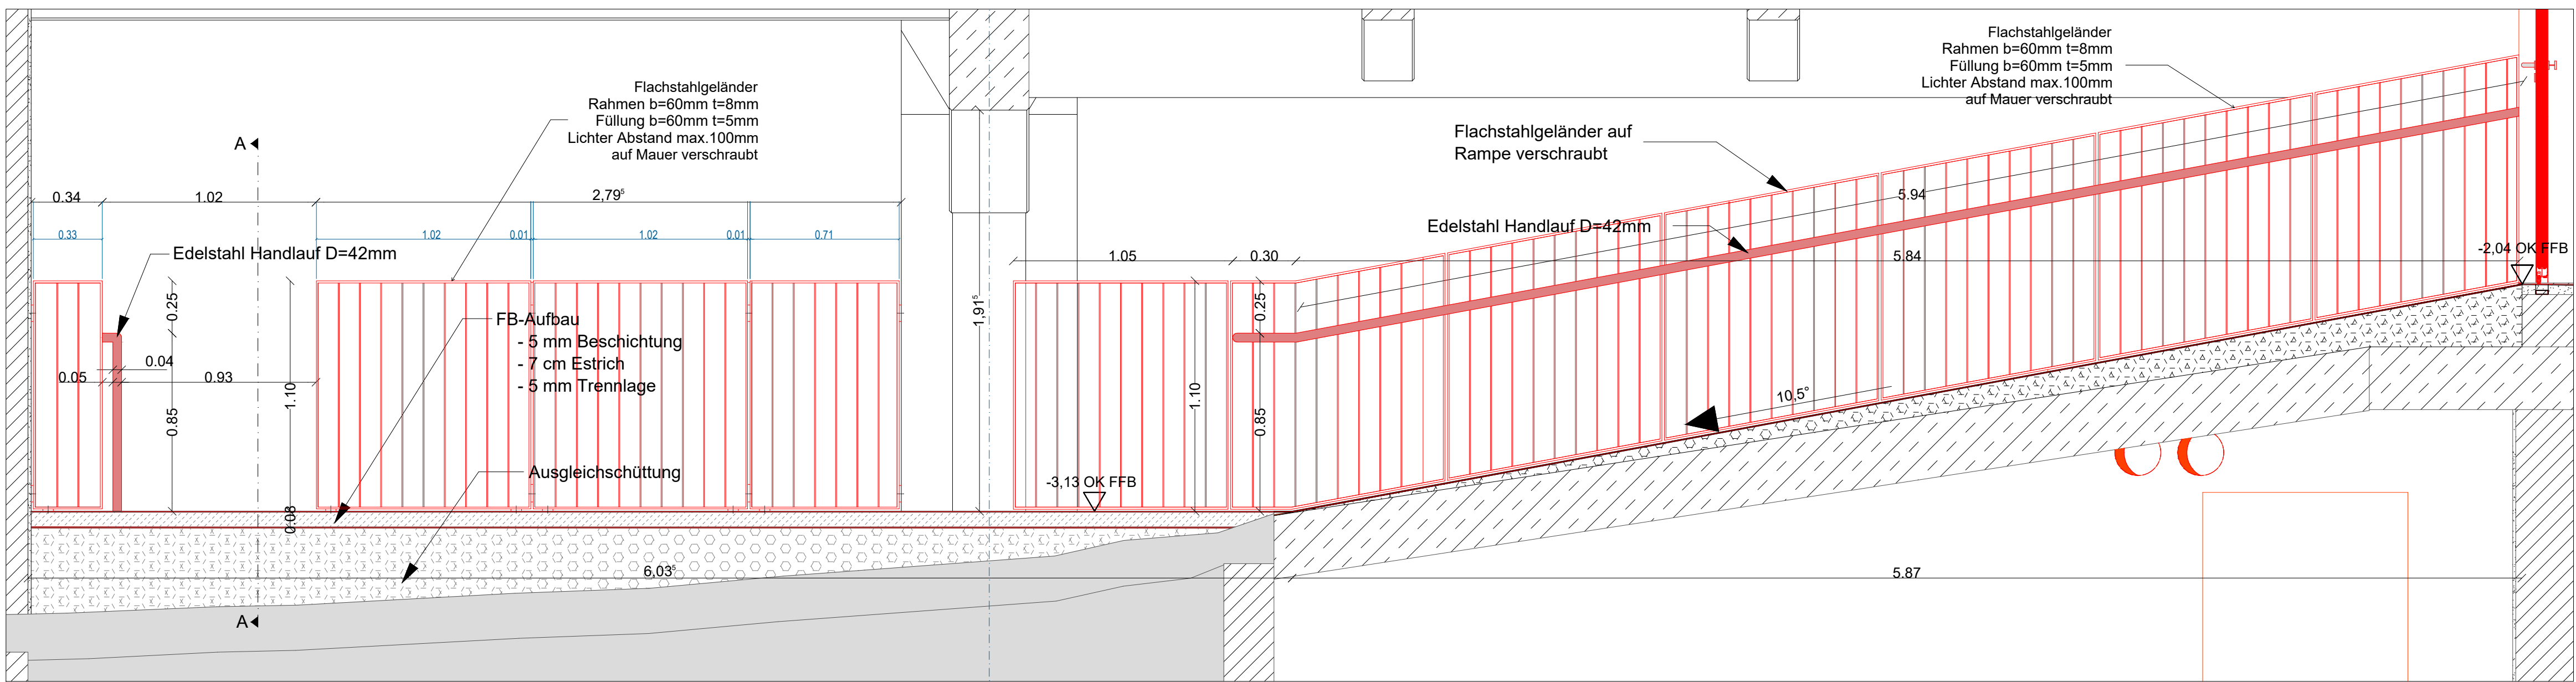 Flachstahlgeländer
Rahmen b=60mm t=8mm
Füllung b=60mm t=5mm
Lichter Abstand max.100mm
auf Mauer verschraubt
Flachstahlgeländer
Rahmen b=60mm t=8mm
Füllung b=60mm t=5mm
Lichter Abstand max.100mm
auf Mauer verschraubt
Flachstahlgeländer auf
Rampe verschraubt
A
0.34
1.02
2,79⁵
5.94
0.33
1.02
0.01
1.02
0.01
0.71
Edelstahl Handlauf D=42mm
Edelstahl Handlauf D=42mm
1.05
0.30
5.84
-2,04 OK FFB
0.25
1,91⁵
0.25
FB-Aufbau
- 5 mm Beschichtung
- 7 cm Estrich
- 5 mm Trennlage
0.04
0.05
0.93
1.10
0.85
1.10
0.85
10,5°
Ausgleichschüttung
-3,13 OK FFB
0.08
6.03⁵
5.87
A